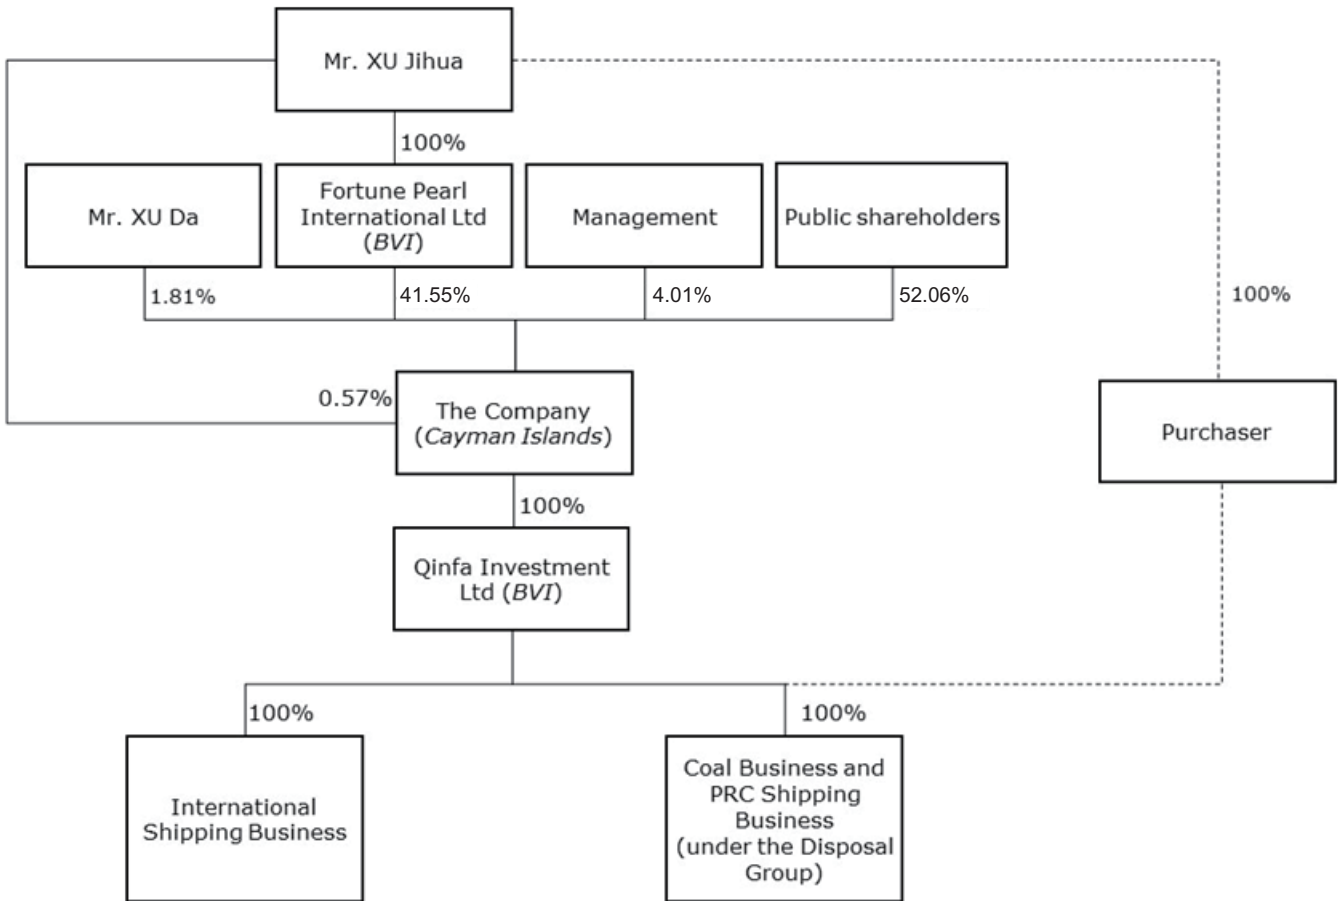 Mr. XU Jihua
100%
Mr. XU Da
Fortune Pearl
International Ltd
(BVI)
Management
Public shareholders
1.81%
41.55%
4.01%
52.06%
100%
0.57%
The Company
(Cayman Islands)
Purchaser
100%
Qinfa Investment
Ltd (BVI)
100%
100%
International
Shipping Business
Coal Business and
PRC Shipping
Business
(under the Disposal
Group)